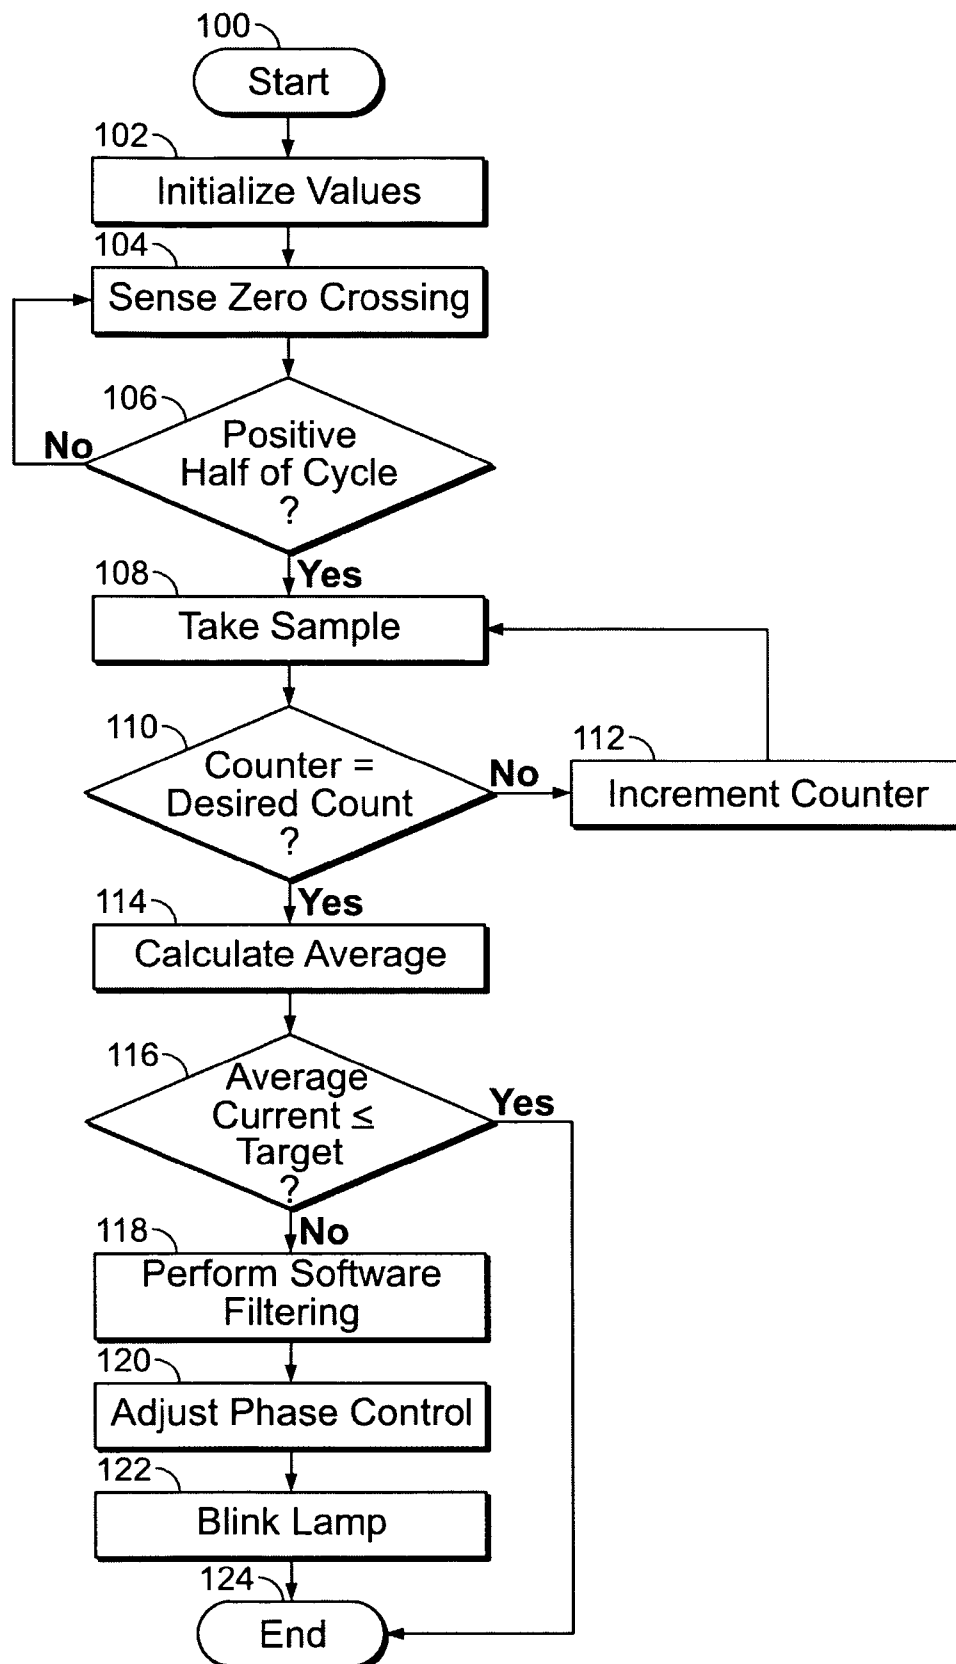 100
Start
102
Initialize Values
104
Sense Zero Crossing
106
Positive
Half of Cycle
?
No
Yes
108
Take Sample
110
Counter =
Desired Count
?
No
112
Increment Counter
Yes
114
Calculate Average
116
Average
Current ≤
Target
?
Yes
No
118
Perform Software
Filtering
120
Adjust Phase Control
122
Blink Lamp
124
End